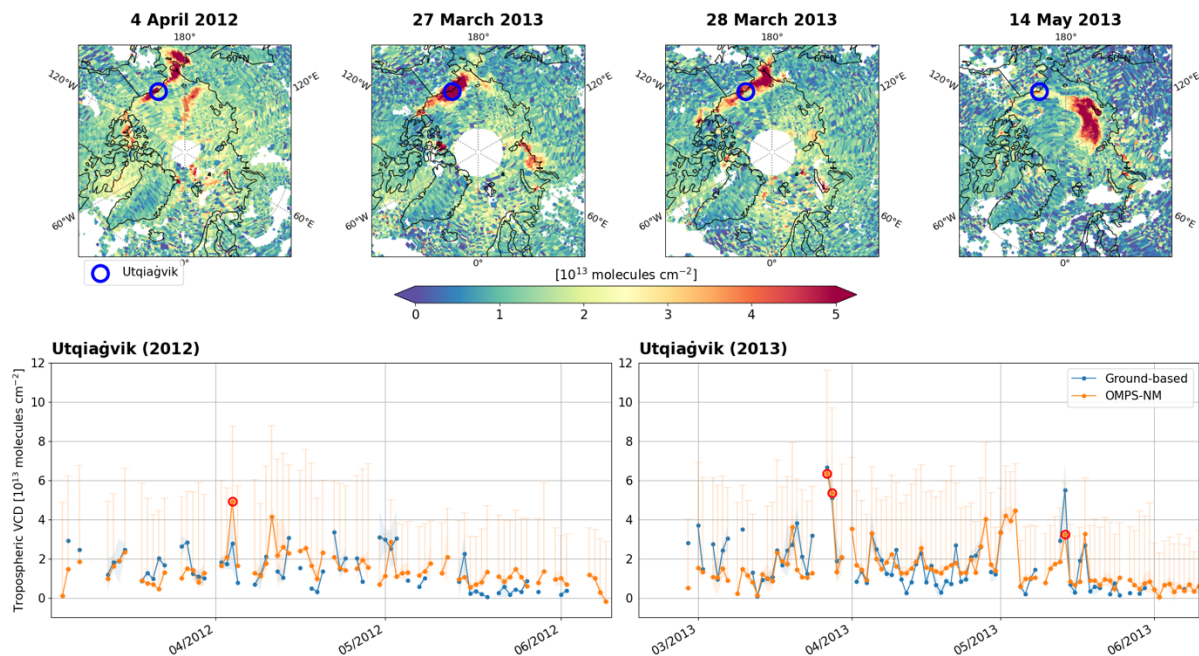 4 April 2012
27 March 2013
28 March 2013
14 May 2013
180°
180°
180°
180°
60°N
60°N
60°N
60°N
120°W
120°E
120°W
120°E
120°W
120°E
120°W
120°E
60°W
60°E
60°W
60°E
60°W
60°E
60°W
60°E
0°
0°
0°
0°
Utqiaġvik
[10¹³ molecules cm⁻²]
0 1 2 3 4 5
Utqiaġvik (2012)
Utqiaġvik (2013)
Tropospheric VCD [10¹³ molecules cm⁻²]
12
10
8
6
4
2
0
04/2012
05/2012
06/2012
12
10
8
6
4
2
0
Ground-based
OMPS-NM
03/2013
04/2013
05/2013
06/2013